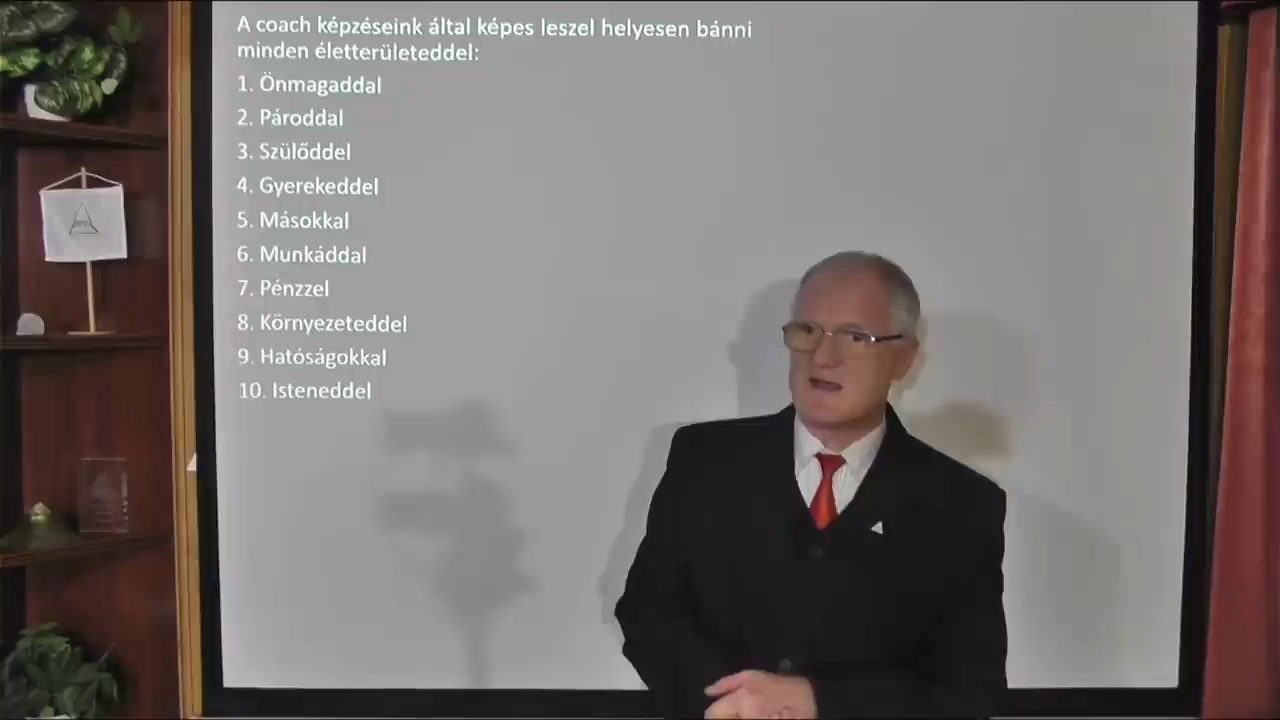 A coach képzéseink által képes leszel helyesen bánni
minden életterületeddel:
1. Önmagaddal
2. Pároddal
3. Szülőddel
4. Gyerekeddel
5. Másokkal
6. Munkáddal
7. Pénzzel
8. Környezeteddel
9. Hatóságokkal
10. Isteneddel